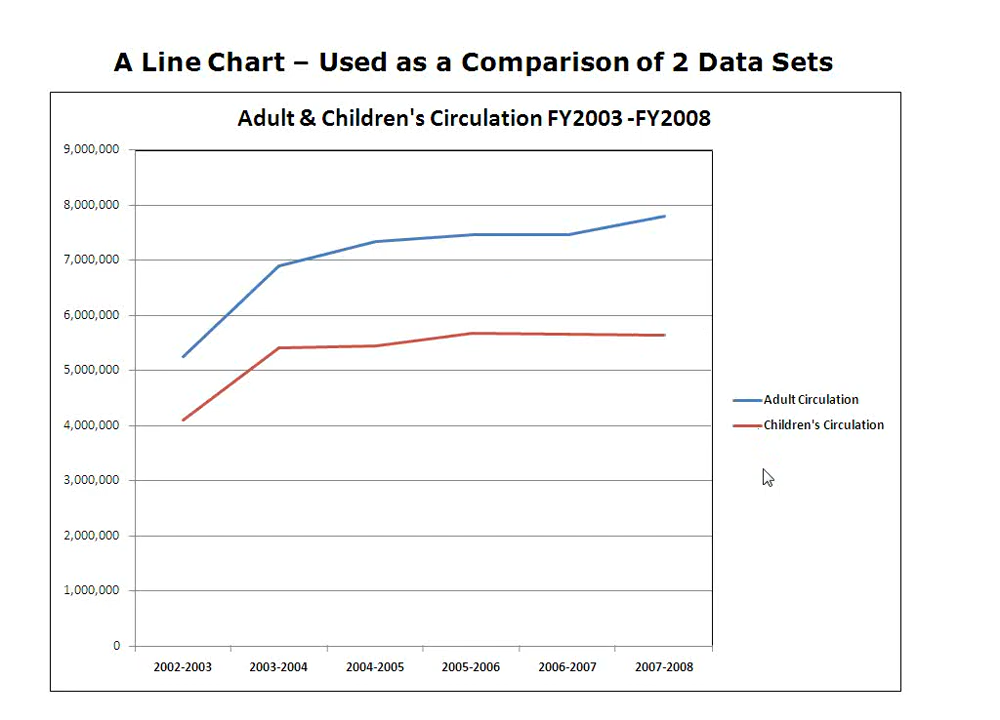 A Line Chart – Used as a Comparison of 2 Data Sets
Adult & Children's Circulation FY2003 -FY2008
9,000,000
8,000,000
7,000,000
6,000,000
5,000,000
4,000,000
3,000,000
2,000,000
1,000,000
0
2002-2003 2003-2004 2004-2005 2005-2006 2006-2007 2007-2008
Adult Circulation
Children's Circulation